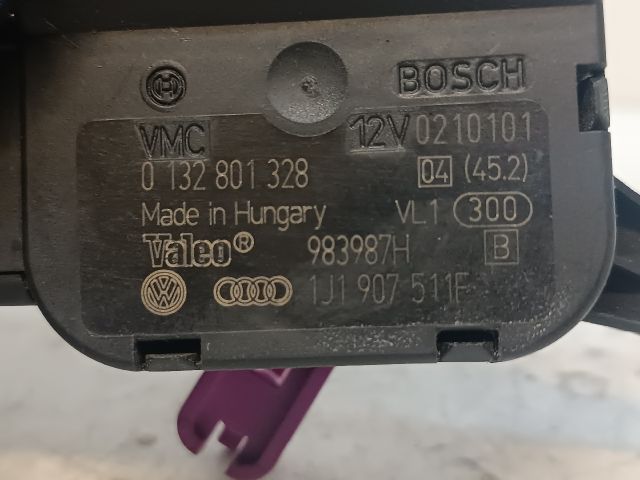 BOSCH
VMC 12V 0210101
0 132 801 328 04 (45.2)
Made in Hungary VL1 300
Valeo® 983987H B
1J1 907 511F